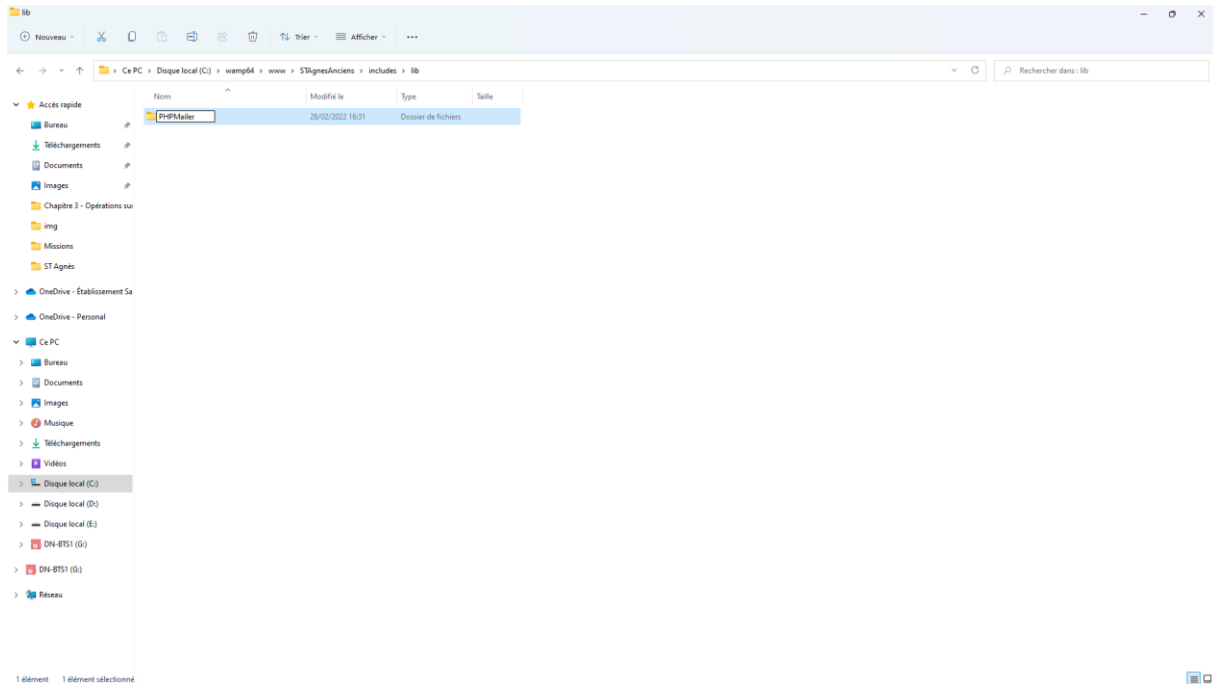 lib
Nouveau
Trier
Afficher
Ce PC > Disque local (C:) > wamp64 > www > STAgnesAnciens > includes > lib
Rechercher dans : lib
Nom Modifié le Type Taille
PHPMailer 28/02/2022 16:31 Dossier de fichiers
Accès rapide
Bureau
Téléchargements
Documents
Images
Chapitre 3 - Opérations sur
img
Missions
ST Agnès
OneDrive - Établissement Sa
OneDrive - Personal
Ce PC
Bureau
Documents
Images
Musique
Téléchargements
Vidéos
Disque local (C:)
Disque local (D:)
Disque local (E:)
DN-BTS1 (G:)
DN-BTS1 (G:)
Réseau
1 élément 1 élément sélectionné